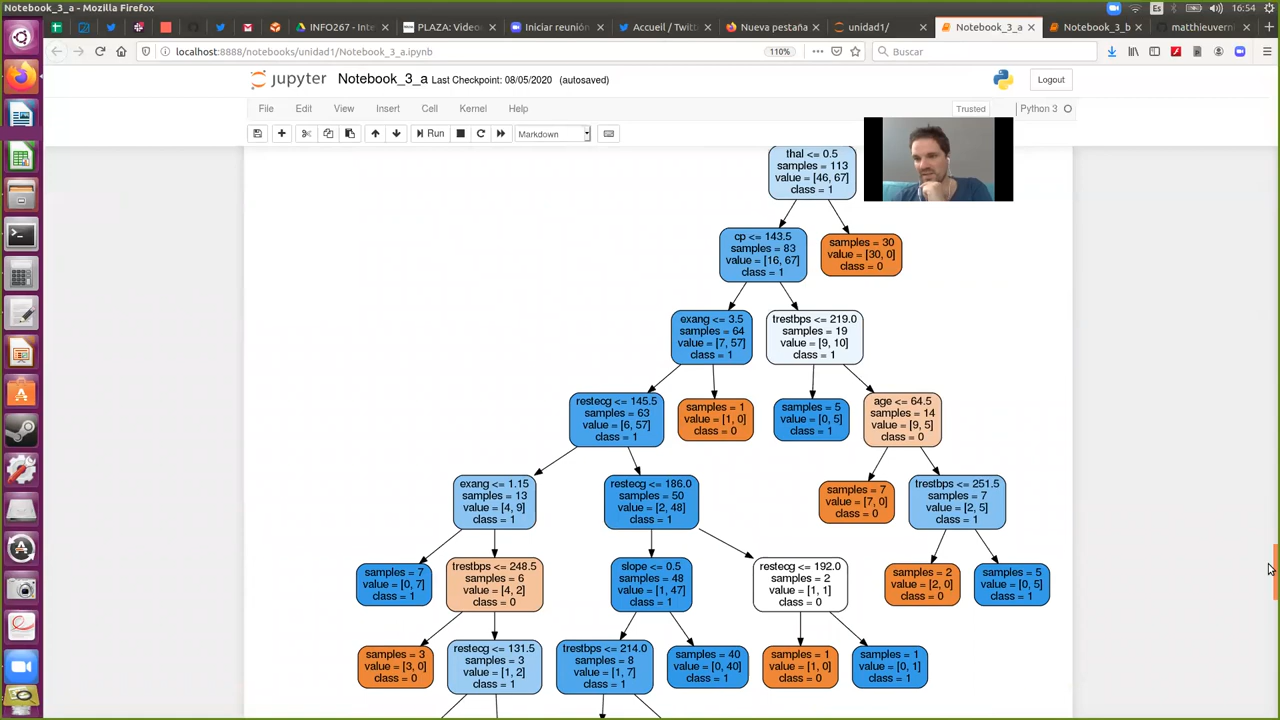 Notebook_3_a - Mozilla Firefox
Es
16:54
INFO267 - Int
PLAZA: Video
Iniciar reunión
Accueil / Twitt
Nueva pestaña
unidad1/
Notebook_3_a
Notebook_3_b
matthieuvern
localhost:8888/notebooks/unidad1/Notebook_3_a.ipynb
110%
Buscar
jupyter
Notebook_3_a
Last Checkpoint: 08/05/2020
(autosaved)
Logout
File
Edit
View
Insert
Cell
Kernel
Help
Trusted
Python 3
Run
Markdown
thal <= 0.5
samples = 113
value = [46, 67]
class = 1
cp <= 143.5
samples = 83
value = [16, 67]
class = 1
samples = 30
value = [30, 0]
class = 0
exang <= 3.5
samples = 64
value = [7, 57]
class = 1
trestbps <= 219.0
samples = 19
value = [9, 10]
class = 1
restecg <= 145.5
samples = 63
value = [6, 57]
class = 1
samples = 1
value = [1, 0]
class = 0
samples = 5
value = [0, 5]
class = 1
age <= 64.5
samples = 14
value = [9, 5]
class = 0
exang <= 1.15
samples = 13
value = [4, 9]
class = 1
restecg <= 186.0
samples = 50
value = [2, 48]
class = 1
samples = 7
value = [7, 0]
class = 0
trestbps <= 251.5
samples = 7
value = [2, 5]
class = 1
samples = 7
value = [0, 7]
class = 1
trestbps <= 248.5
samples = 6
value = [4, 2]
class = 0
slope <= 0.5
samples = 48
value = [1, 47]
class = 1
restecg <= 192.0
samples = 2
value = [1, 1]
class = 0
samples = 2
value = [2, 0]
class = 0
samples = 5
value = [0, 5]
class = 1
samples = 3
value = [3, 0]
class = 0
restecg <= 131.5
samples = 3
value = [1, 2]
class = 1
trestbps <= 214.0
samples = 8
value = [1, 7]
class = 1
samples = 40
value = [0, 40]
class = 1
samples = 1
value = [1, 0]
class = 0
samples = 1
value = [0, 1]
class = 1